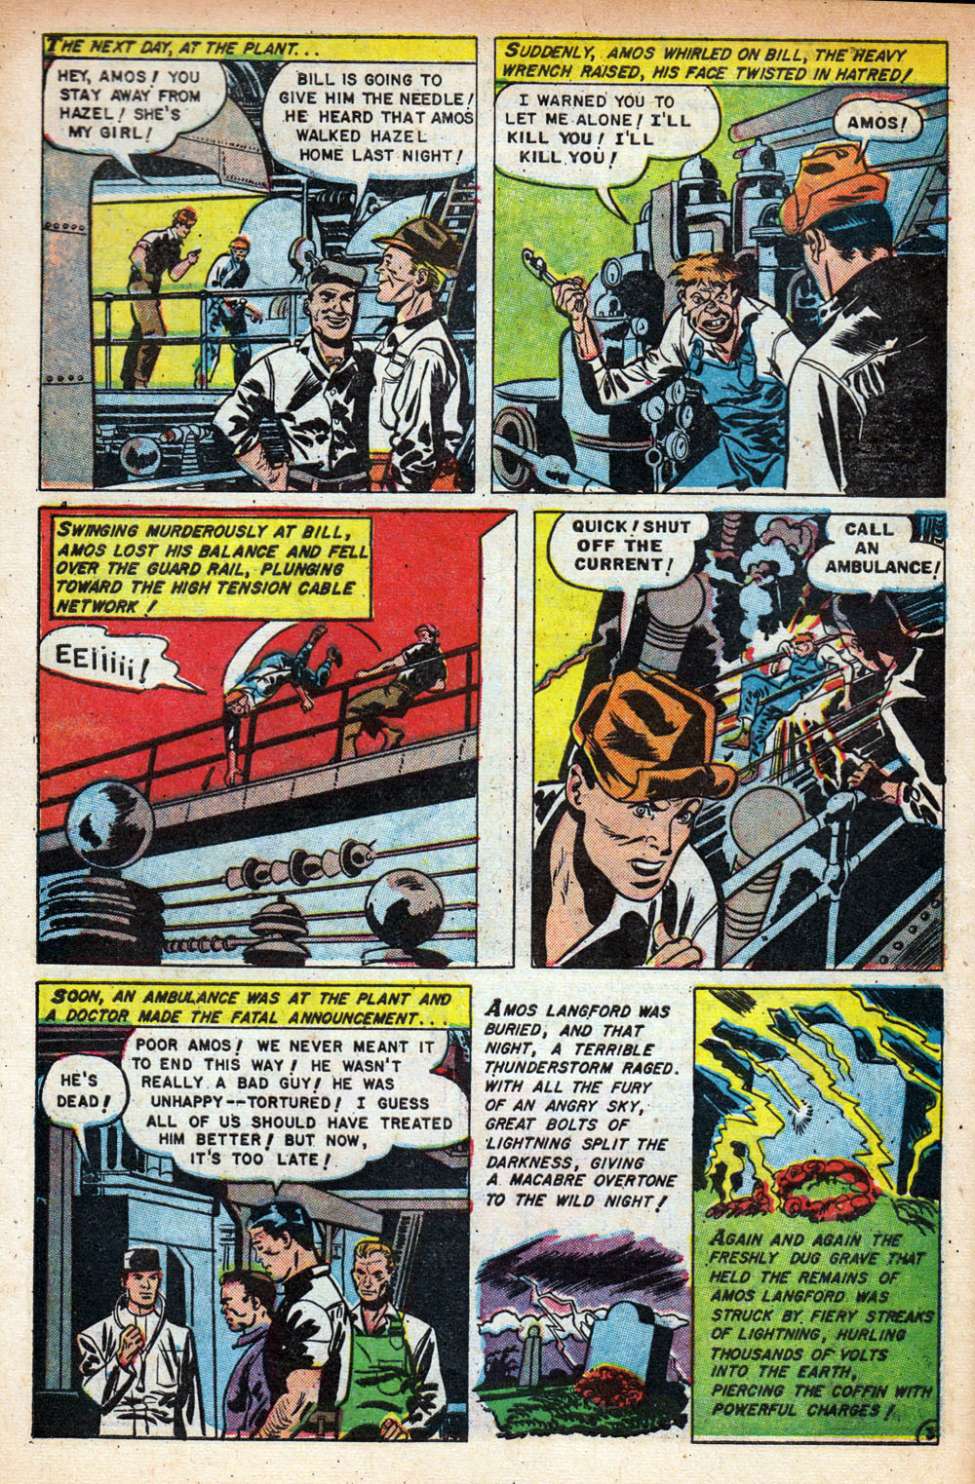 THE NEXT DAY, AT THE PLANT...
HEY, AMOS! YOU
STAY AWAY FROM
HAZEL! SHE'S
MY GIRL!
BILL IS GOING TO
GIVE HIM THE NEEDLE!
HE HEARD THAT AMOS
WALKED HAZEL
HOME LAST NIGHT!
SUDDENLY, AMOS WHIRLED ON BILL, THE HEAVY
WRENCH RAISED, HIS FACE TWISTED IN HATRED!
I WARNED YOU TO
LET ME ALONE! I'LL
KILL YOU! I'LL
KILL YOU!
AMOS!
SWINGING MURDEROUSLY AT BILL,
AMOS LOST HIS BALANCE AND FELL
OVER THE GUARD RAIL, PLUNGING
TOWARD THE HIGH TENSION CABLE
NETWORK!
EEIiiii!
QUICK! SHUT
OFF THE
CURRENT!
CALL
AN
AMBULANCE!
SOON, AN AMBULANCE WAS AT THE PLANT AND
A DOCTOR MADE THE FATAL ANNOUNCEMENT...
HE'S
DEAD!
POOR AMOS! WE NEVER MEANT IT
TO END THIS WAY! HE WASN'T
REALLY A BAD GUY! HE WAS
UNHAPPY--TORTURED! I GUESS
ALL OF US SHOULD HAVE TREATED
HIM BETTER! BUT NOW,
IT'S TOO LATE!
AMOS LANGFORD WAS
BURIED, AND THAT
NIGHT, A TERRIBLE
THUNDERSTORM RAGED.
WITH ALL THE FURY
OF AN ANGRY SKY,
GREAT BOLTS OF
LIGHTNING SPLIT THE
DARKNESS, GIVING
A MACABRE OVERTONE
TO THE WILD NIGHT!
AGAIN AND AGAIN THE
FRESHLY DUG GRAVE THAT
HELD THE REMAINS OF
AMOS LANGFORD WAS
STRUCK BY FIERY STREAKS
OF LIGHTNING, HURLING
THOUSANDS OF VOLTS
INTO THE EARTH,
PIERCING THE COFFIN WITH
POWERFUL CHARGES!
3